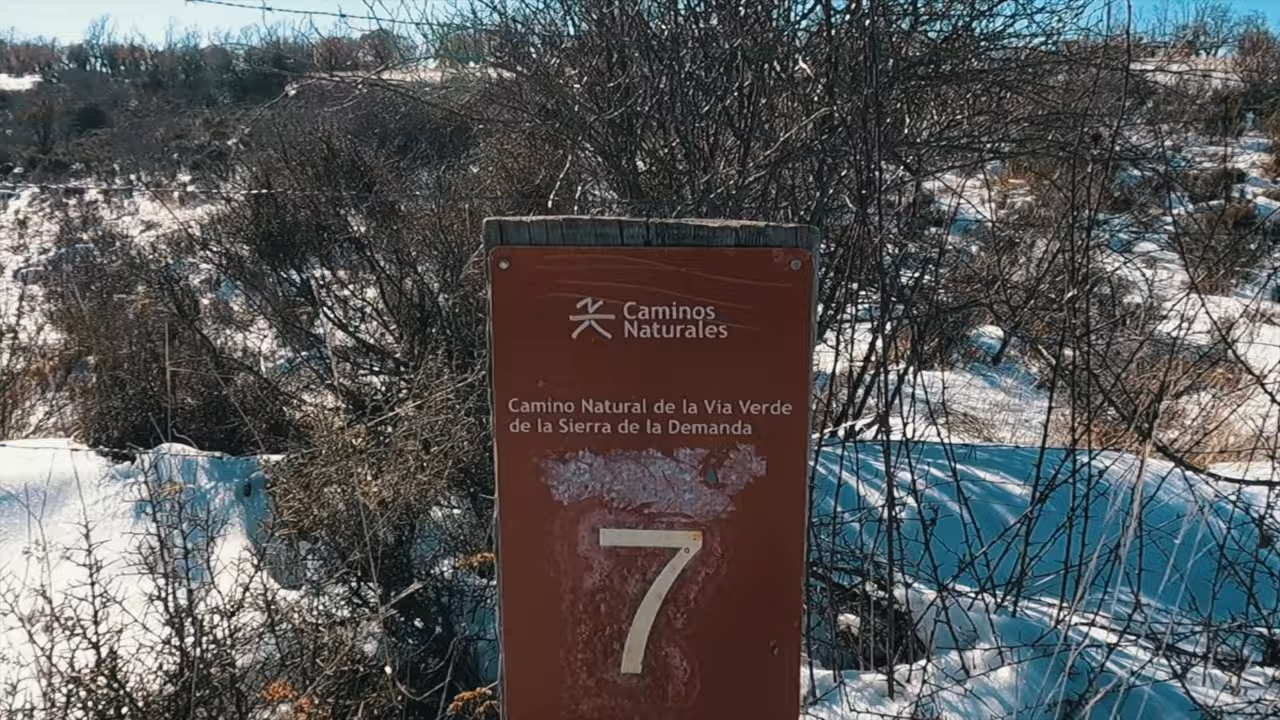 Caminos
Naturales
Camino Natural de la Via Verde
de la Sierra de la Demanda
7